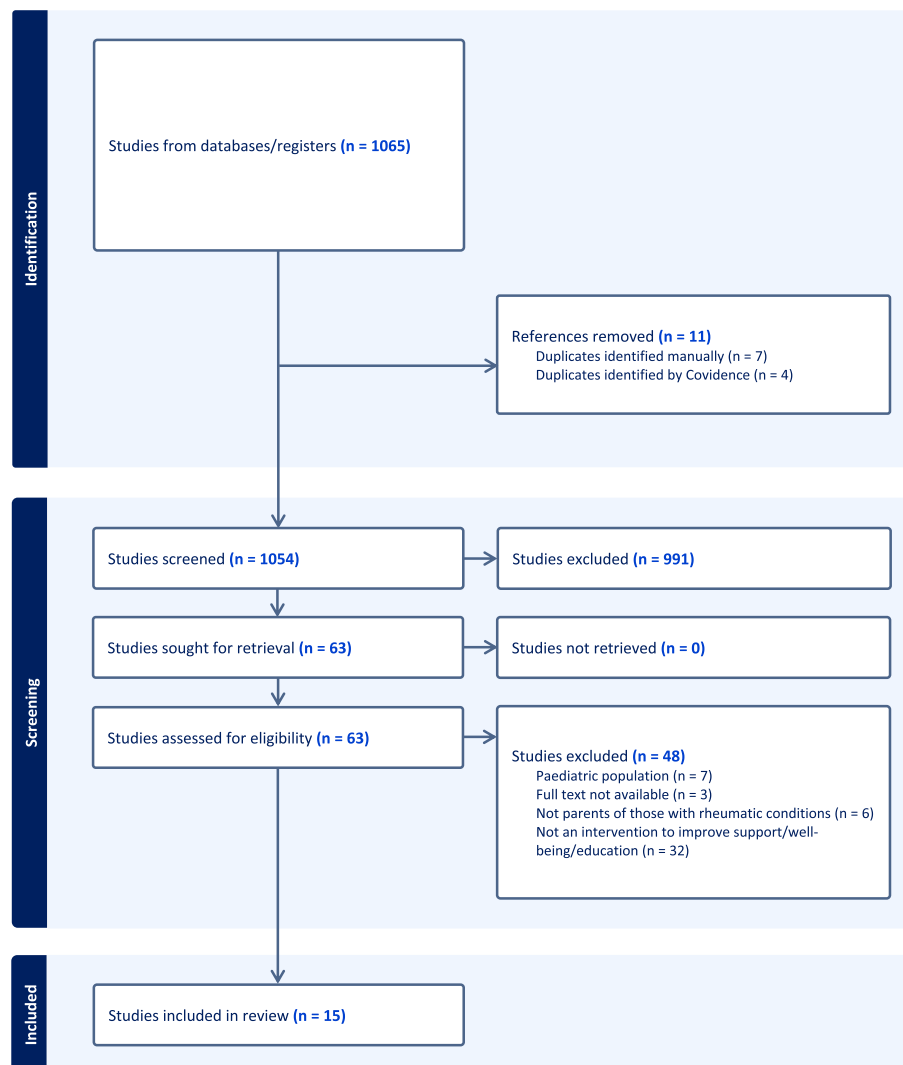 Identification
Studies from databases/registers (n = 1065)
References removed (n = 11)
Duplicates identified manually (n = 7)
Duplicates identified by Covidence (n = 4)
Screening
Studies screened (n = 1054)
Studies excluded (n = 991)
Studies sought for retrieval (n = 63)
Studies not retrieved (n = 0)
Studies assessed for eligibility (n = 63)
Studies excluded (n = 48)
Paediatric population (n = 7)
Full text not available (n = 3)
Not parents of those with rheumatic conditions (n = 6)
Not an intervention to improve support/well-
being/education (n = 32)
Included
Studies included in review (n = 15)